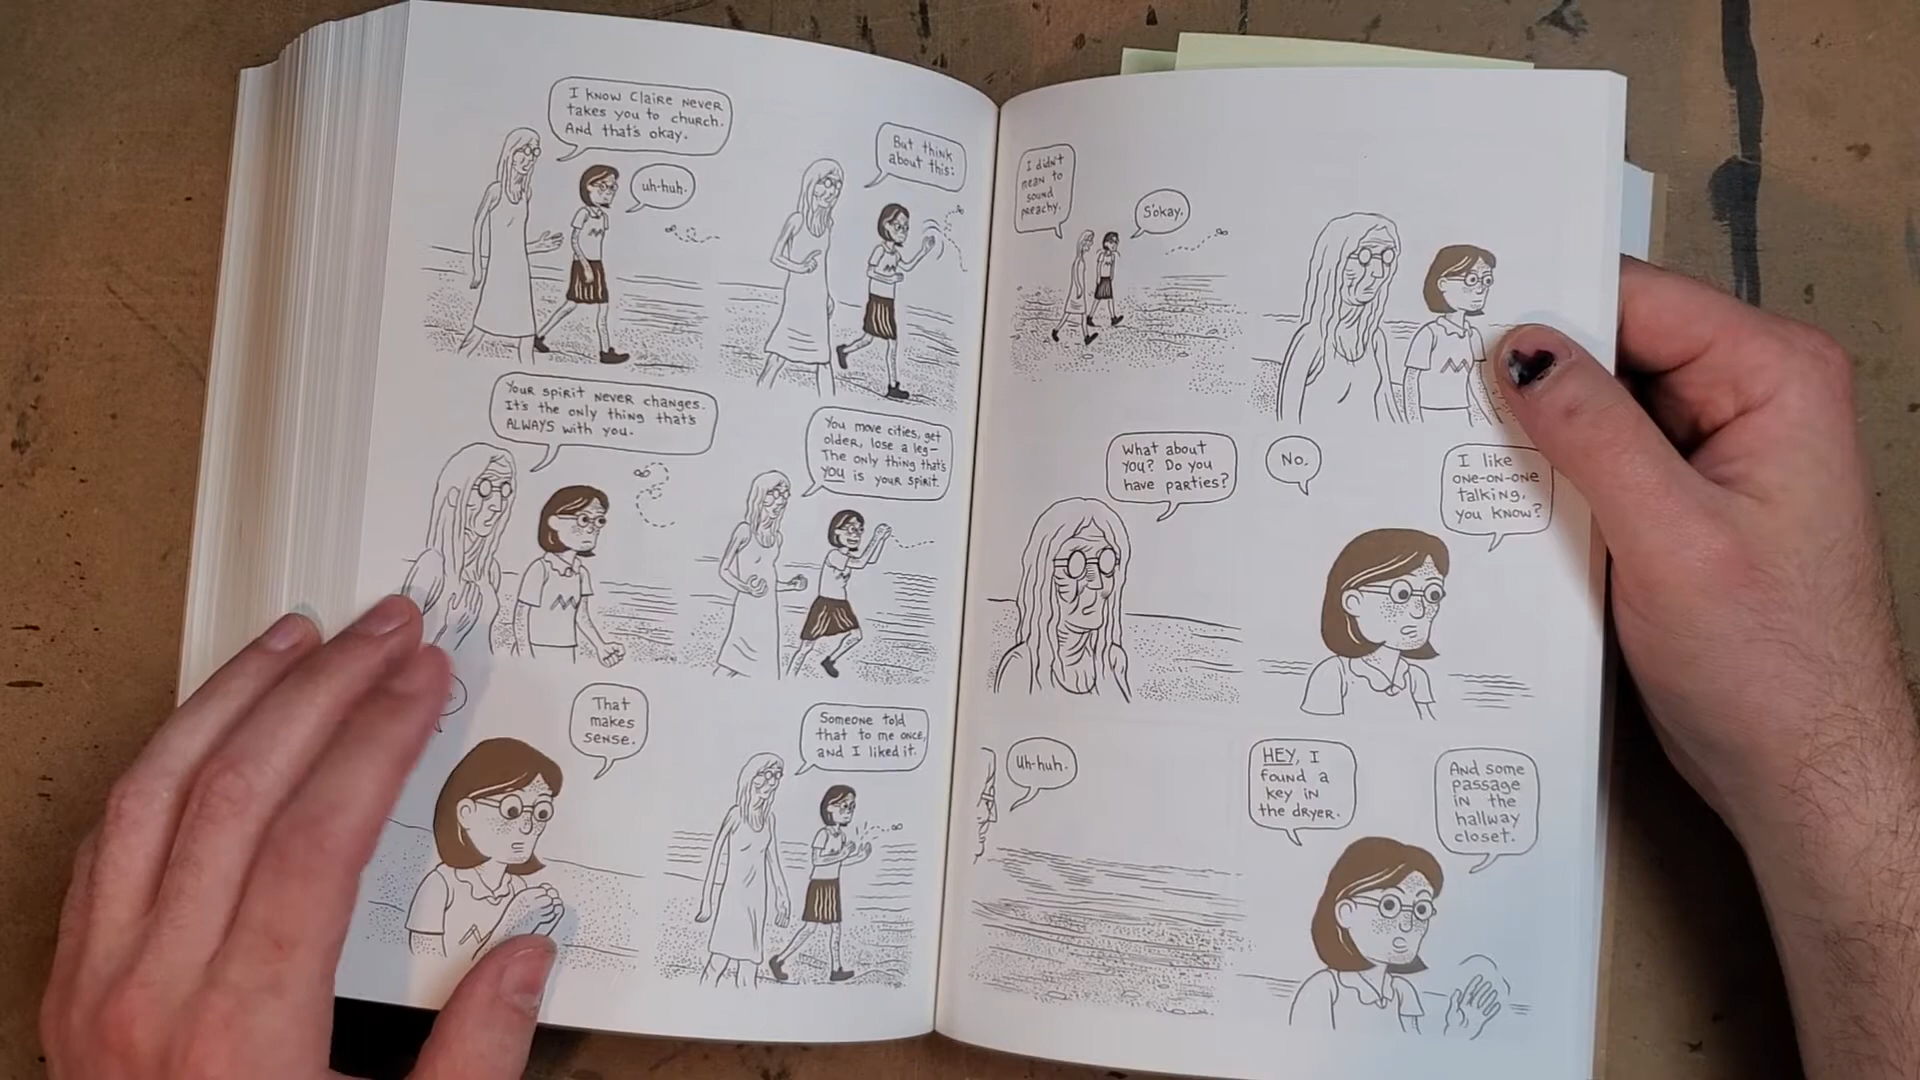 I KNOW Claire NEVER
takes you to church.
And that's okay.
uh-huh.
But think
about this:
Your spirit NEVER changes.
It's the only thing that's
ALWAYS with you.
You move cities, get
older, lose a leg—
The only thing that's
you is your spirit.
That
makes
sense.
Someone told
that to me once,
and I liked it.
I didn't
mean to
sound
preachy.
S'okay.
What about
you? Do you
have parties?
No.
I like
one-on-one
talking,
you know?
Uh-huh.
HEY, I
found a
key in
the dryer.
And some
passage
in the
hallway
closet.